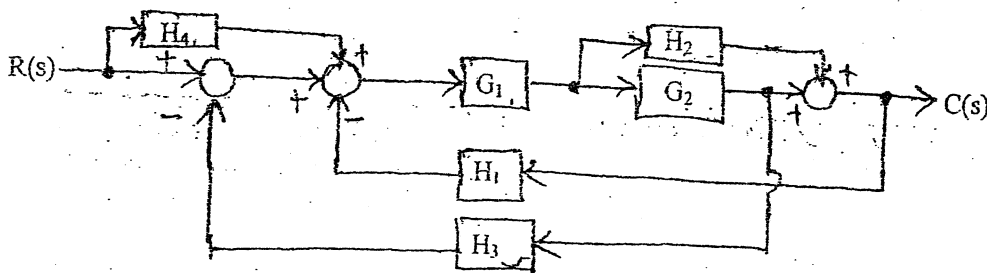 H₄
+
R(s) + + + G₁ H₂ G₂ + + C(s)
- -
H₁
H₃